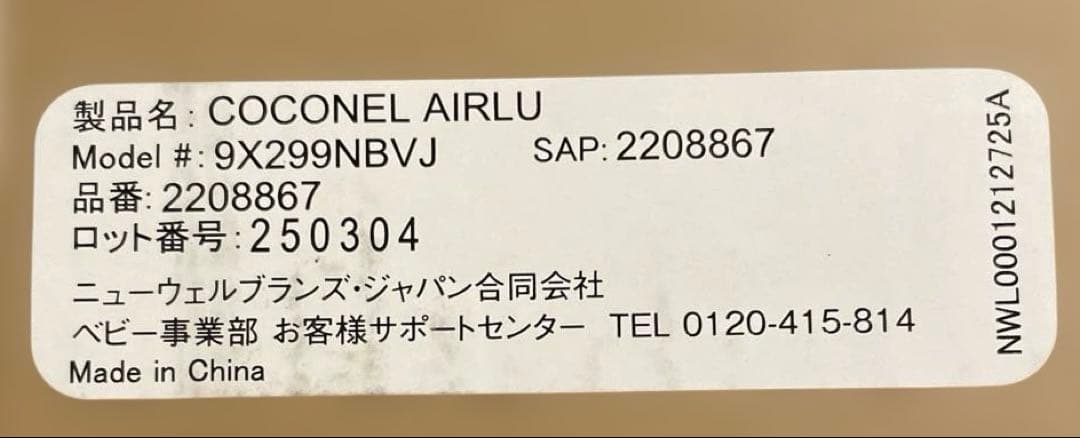 製品名: COCONEL AIRLU
Model #: 9X299NBVJ SAP: 2208867
品番: 2208867
ロット番号: 250304
ニューウェルブランズ・ジャパン合同会社
ベビー事業部 お客様サポートセンター TEL 0120-415-814
Made in China
NWL0001212725A